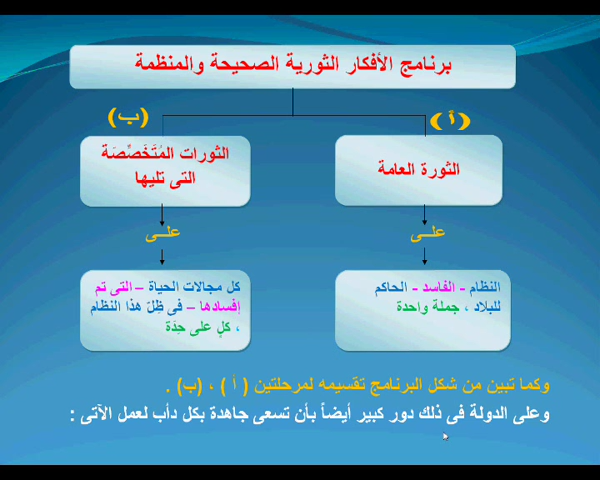 برنامج الأفكار الثورية الصحيحة والمنظمة
(آ)
(ب)
الثورة العامة
الثورات المُتَخَصِّصَة
التى تليها
علــى
علــى
النظام - الفاسد - الحاكم
للبلاد ، جملة واحدة
كل مجالات الحياة – التى تم
إفسادها – فى ظِلّ هذا النظام
، كلٍ على حِدَة
وكما تبين من شكل البرنامج تقسيمه لمرحلتين ( أ ) ، (ب) .
وعلى الدولة فى ذلك دور كبير أيضاً بأن تسعى جاهدة بكل دأب لعمل الآتى :